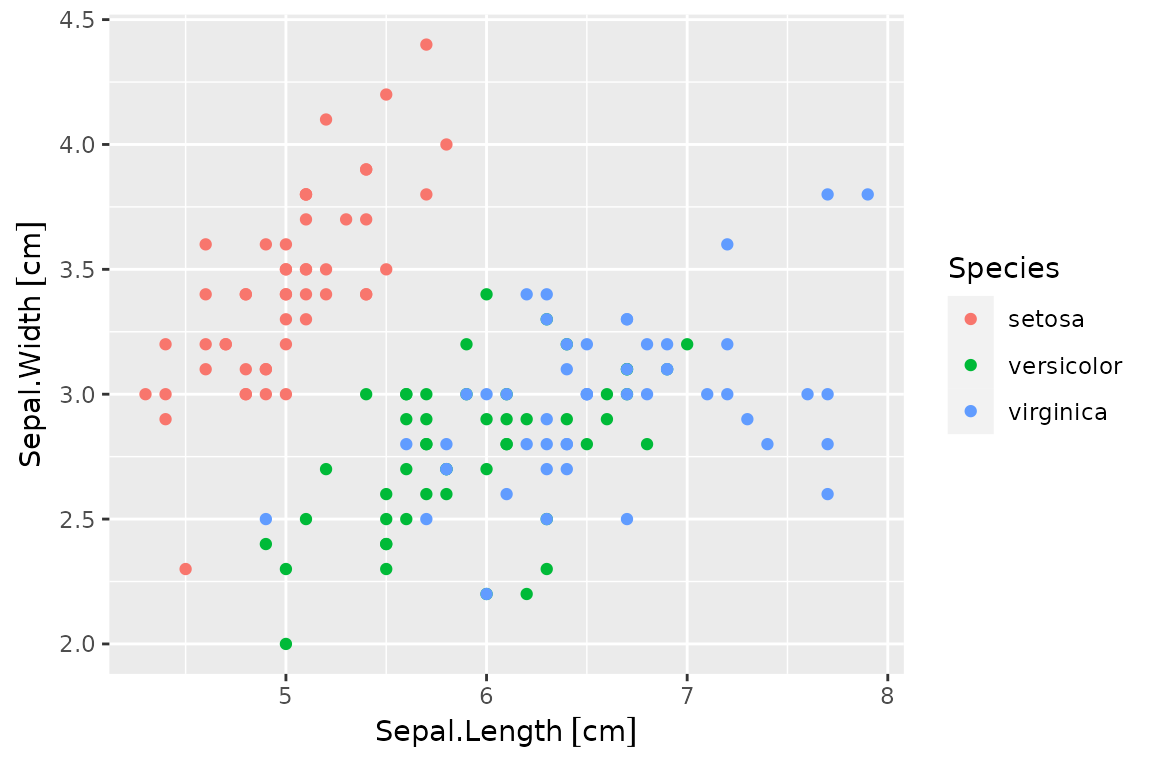 4.5
4.0
3.5
3.0
2.5
2.0
Sepal.Width [cm]
5 6 7 8
Sepal.Length [cm]
Species
setosa
versicolor
virginica